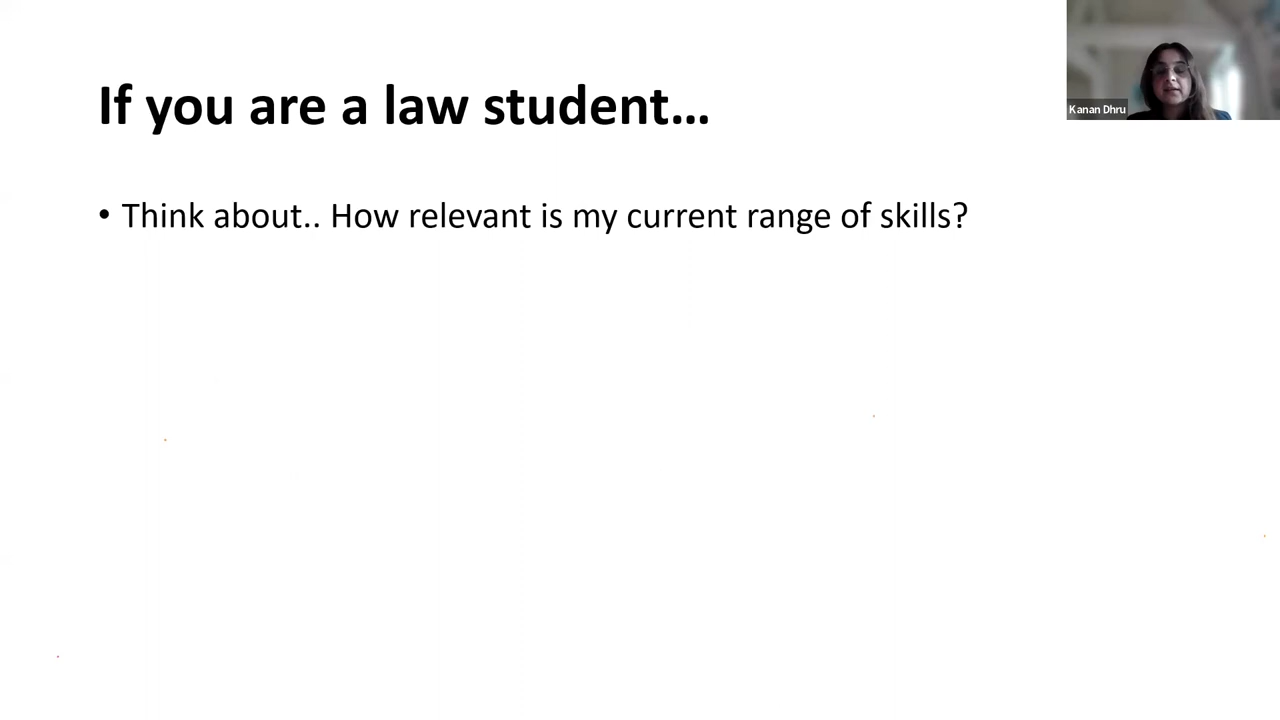 If you are a law student…
• Think about.. How relevant is my current range of skills?
Kanan Dhru